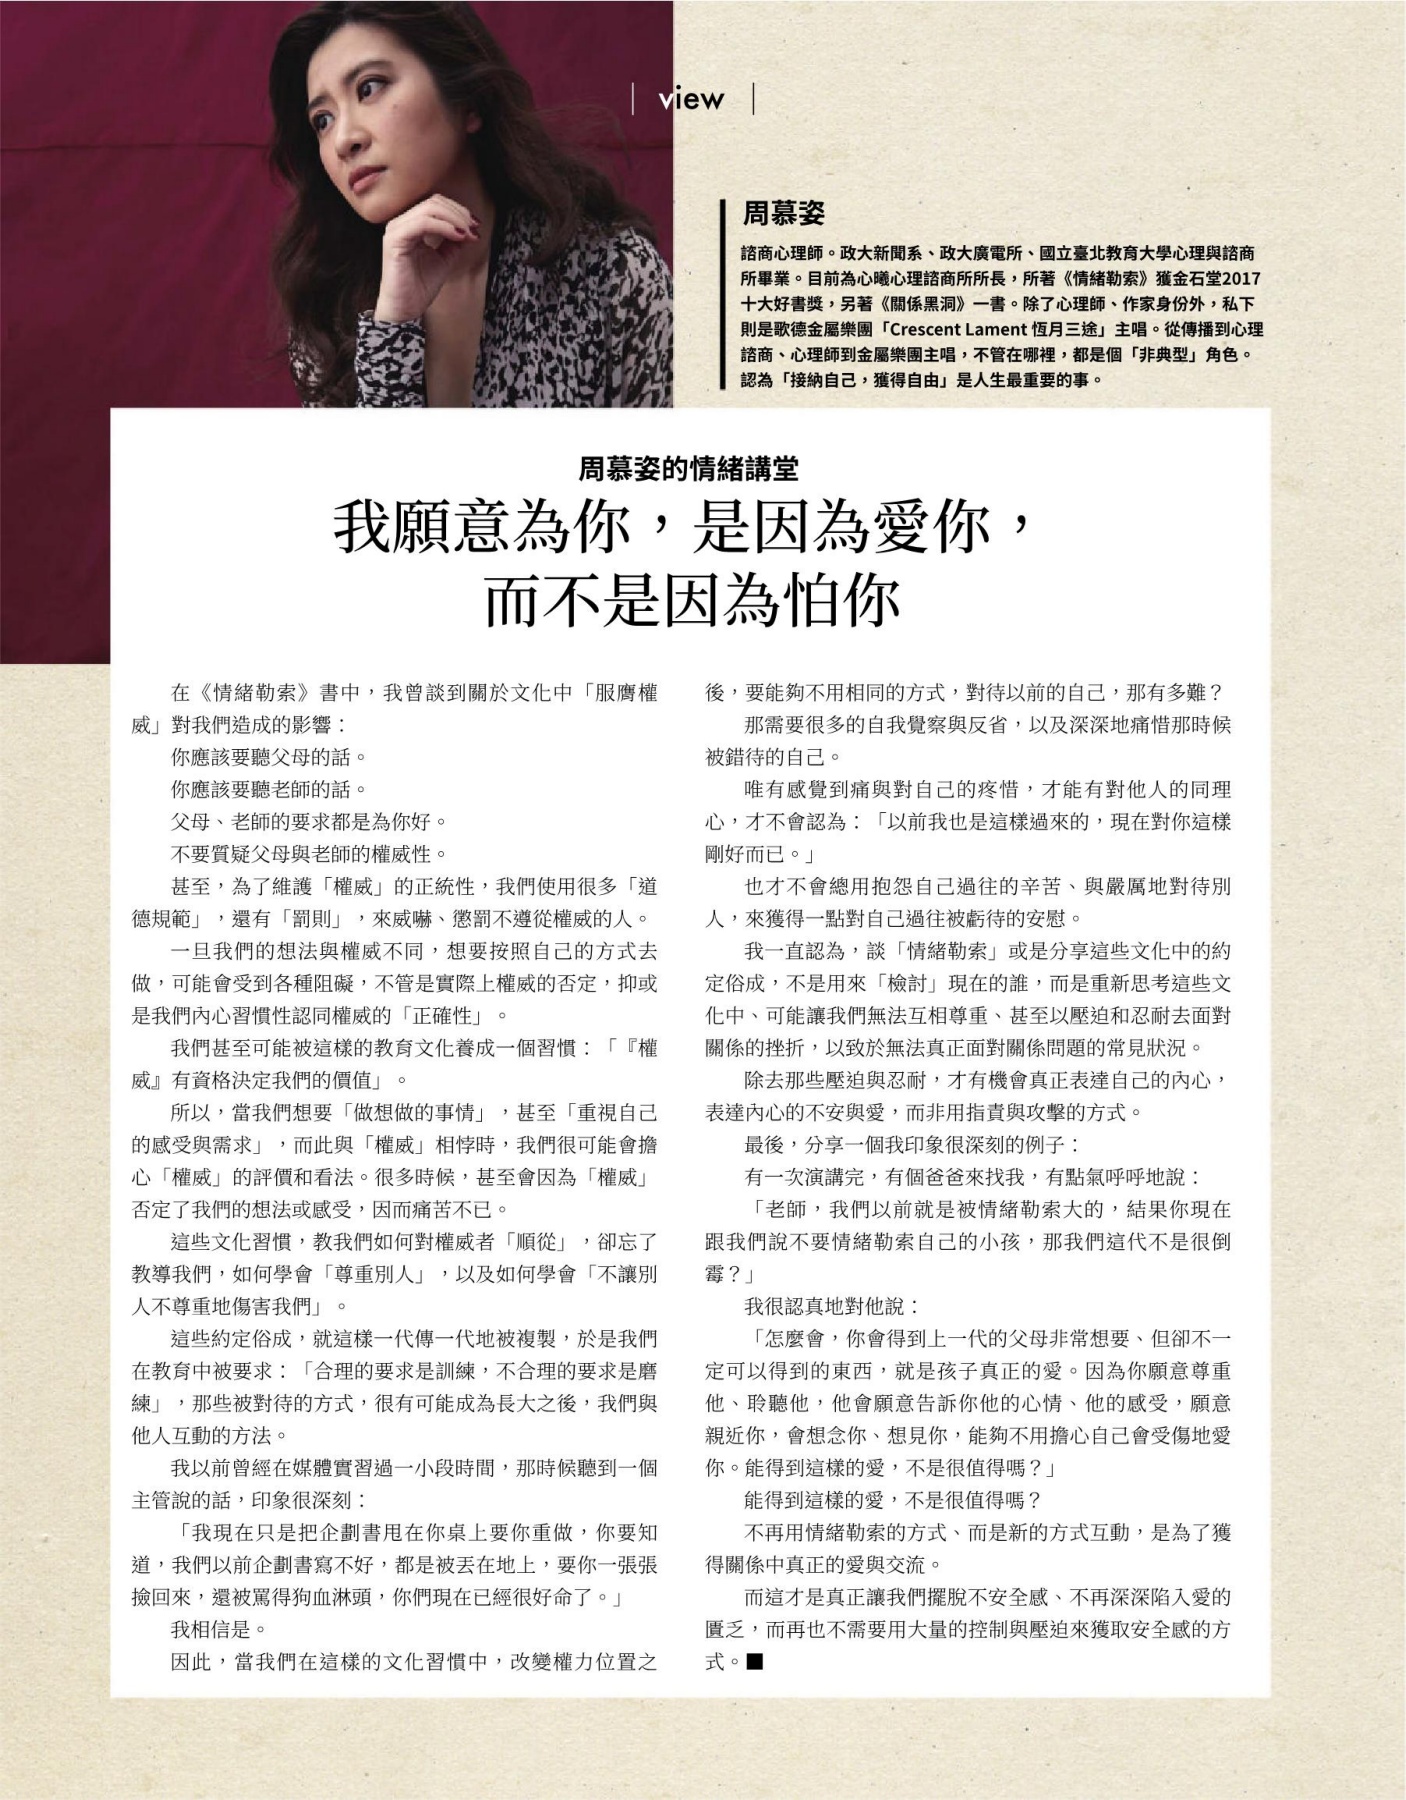 view
周慕姿
諮商心理師。政大新聞系、政大廣電所、國立臺北教育大學心理與諮商
所畢業。目前為心曦心理諮商所所長，所著《情緒勒索》獲金石堂2017
十大好書獎，另著《關係黑洞》一書。除了心理師、作家身份外，私下
則是歌德金屬樂團「Crescent Lament 恆月三途」主唱。從傳播到心理
諮商、心理師到金屬樂團主唱，不管在哪裡，都是個「非典型」角色。
認為「接納自己，獲得自由」是人生最重要的事。
周慕姿的情緒講堂
我願意為你，是因為愛你，
而不是因為怕你
在《情緒勒索》書中，我曾談到關於文化中「服膺權
威」對我們造成的影響：
你應該要聽父母的話。
你應該要聽老師的話。
父母、老師的要求都是為你好。
不要質疑父母與老師的權威性。
甚至，為了維護「權威」的正統性，我們使用很多「道
德規範」，還有「罰則」，來威嚇、懲罰不遵從權威的人。
一旦我們的想法與權威不同，想要按照自己的方式去
做，可能會受到各種阻礙，不管是實際上權威的否定，抑或
是我們內心習慣性認同權威的「正確性」。
我們甚至可能被這樣的教育文化養成一個習慣：「『權
威』有資格決定我們的價值」。
所以，當我們想要「做想做的事情」，甚至「重視自己
的感受與需求」，而此與「權威」相悖時，我們很可能會擔
心「權威」的評價和看法。很多時候，甚至會因為「權威」
否定了我們的想法或感受，因而痛苦不已。
這些文化習慣，教我們如何對權威者「順從」，卻忘了
教導我們，如何學會「尊重別人」，以及如何學會「不讓別
人不尊重地傷害我們」。
這些約定俗成，就這樣一代傳一代地被複製，於是我們
在教育中被要求：「合理的要求是訓練，不合理的要求是磨
練」，那些被對待的方式，很有可能成為長大之後，我們與
他人互動的方法。
我以前曾經在媒體實習過一小段時間，那時候聽到一個
主管說的話，印象很深刻：
「我現在只是把企劃書甩在你桌上要你重做，你要知
道，我們以前企劃書寫不好，都是被丟在地上，要你一張張
撿回來，還被罵得狗血淋頭，你們現在已經很好命了。」
我相信是。
因此，當我們在這樣的文化習慣中，改變權力位置之
後，要能夠不用相同的方式，對待以前的自己，那有多難？
那需要很多的自我覺察與反省，以及深深地痛惜那時候
被錯待的自己。
唯有感覺到痛與對自己的疼惜，才能有對他人的同理
心，才不會認為：「以前我也是這樣過來的，現在對你這樣
剛好而已。」
也才不會總用抱怨自己過往的辛苦、與嚴厲地對待別
人，來獲得一點對自己過往被虧待的安慰。
我一直認為，談「情緒勒索」或是分享這些文化中的約
定俗成，不是用來「檢討」現在的誰，而是重新思考這些文
化中、可能讓我們無法互相尊重、甚至以壓迫和忍耐去面對
關係的挫折，以致於無法真正面對關係問題的常見狀況。
除去那些壓迫與忍耐，才有機會真正表達自己的內心，
表達內心的不安與愛，而非用指責與攻擊的方式。
最後，分享一個我印象很深刻的例子：
有一次演講完，有個爸爸來找我，有點氣呼呼地說：
「老師，我們以前就是被情緒勒索大的，結果你現在
跟我們說不要情緒勒索自己的小孩，那我們這代不是很倒
霉？」
我很認真地對他說：
「怎麼會，你會得到上一代的父母非常想要、但卻不一
定可以得到的東西，就是孩子真正的愛。因為你願意尊重
他、聆聽他，他會願意告訴你他的心情、他的感受，願意
親近你，會想念你、想見你，能夠不用擔心自己會受傷地愛
你。能得到這樣的愛，不是很值得嗎？」
能得到這樣的愛，不是很值得嗎？
不再用情緒勒索的方式、而是新的方式互動，是為了獲
得關係中真正的愛與交流。
而這才是真正讓我們擺脫不安全感、不再深深陷入愛的
匱乏，而再也不需要用大量的控制與壓迫來獲取安全感的方
式。■